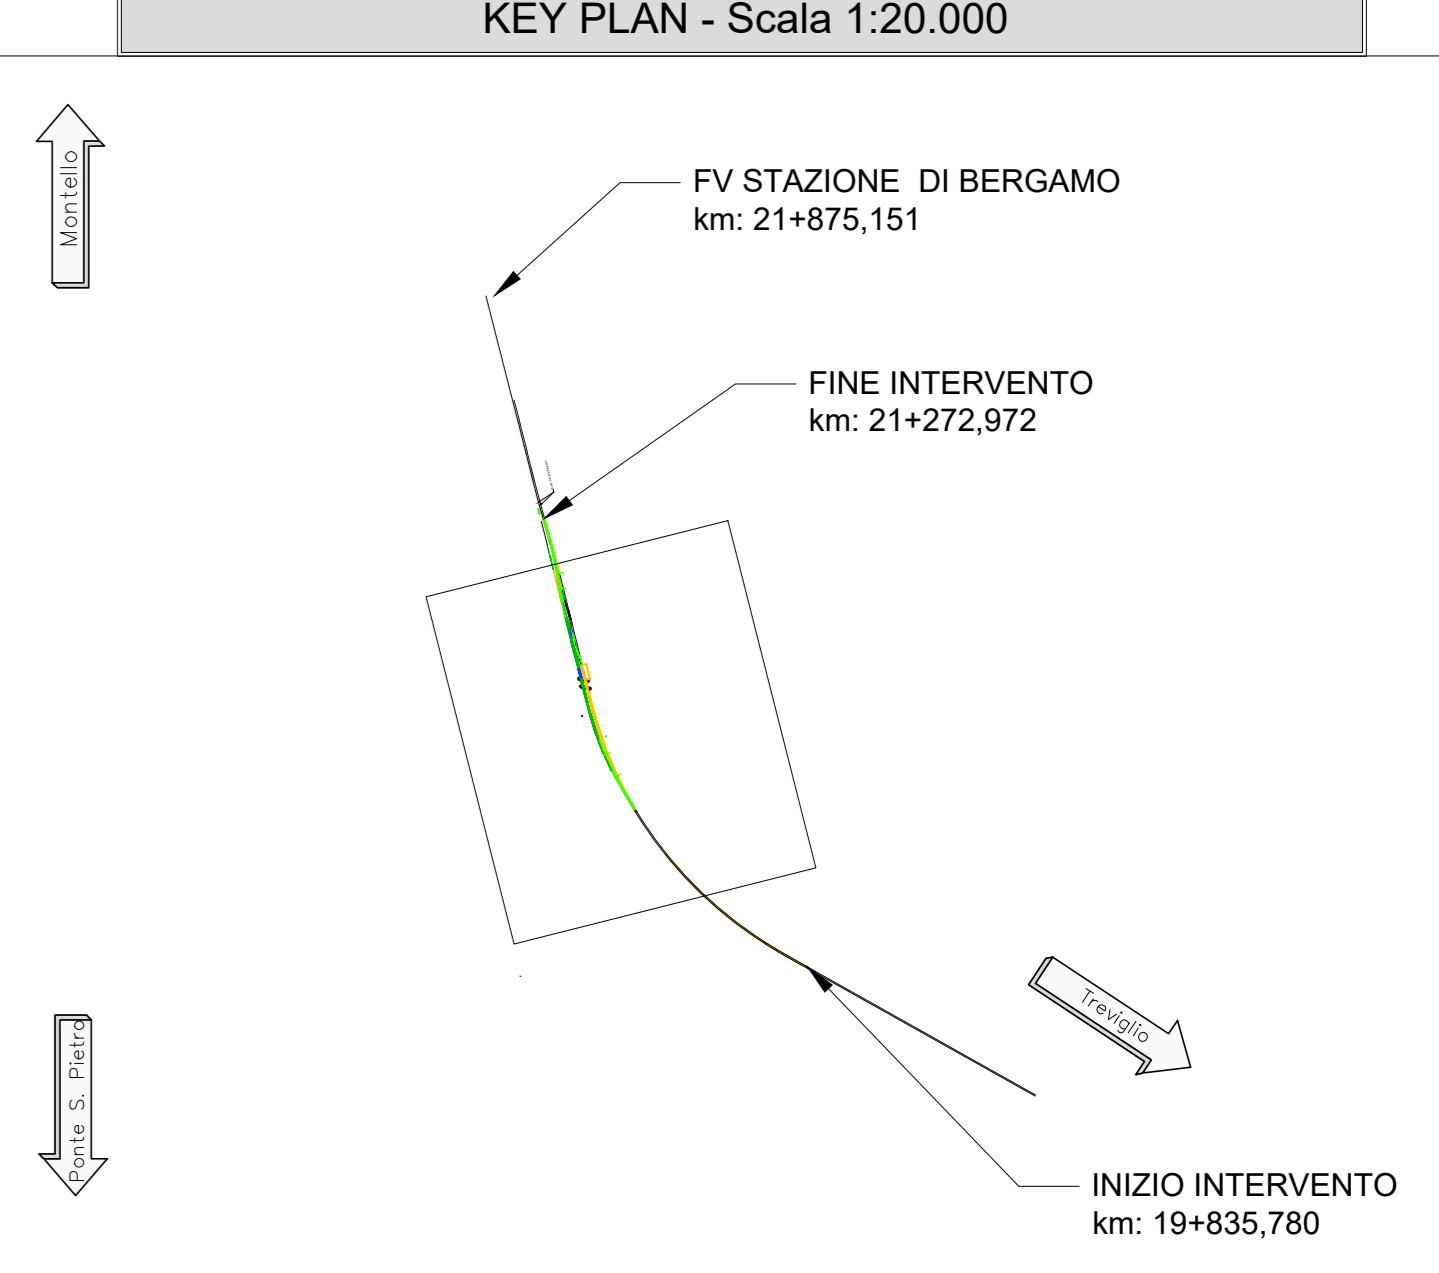 KEY PLAN - Scala 1:20.000
Montello
FV STAZIONE DI BERGAMO
km: 21+875,151
FINE INTERVENTO
km: 21+272,972
Treviglio
Ponte S. Pietro
INIZIO INTERVENTO
km: 19+835,780